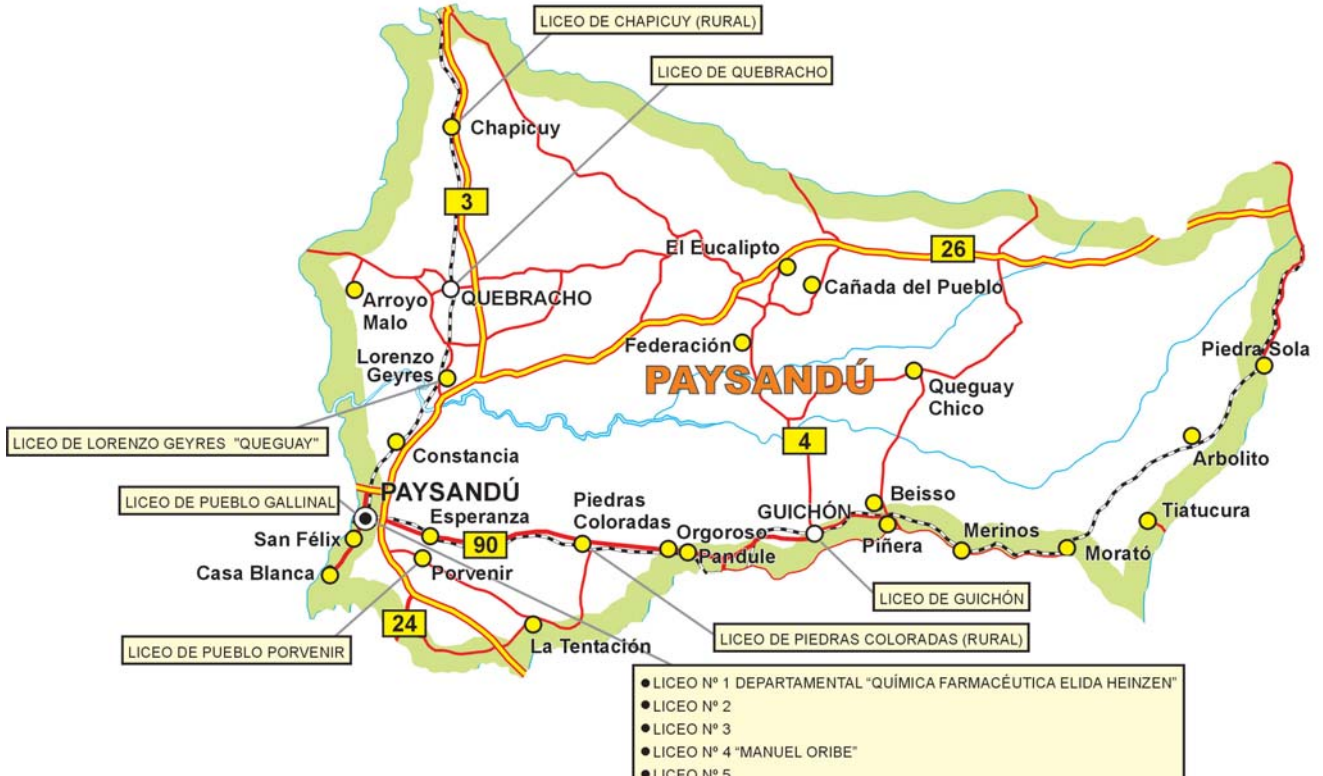 LICEO DE CHAPICUY (RURAL)
LICEO DE QUEBRACHO
Chapicuy
3
El Eucalipto
26
Arroyo
Malo
QUEBRACHO
Cañada del Pueblo
Lorenzo
Geyres
Federación
PAYSANDÚ
Queguay
Chico
Piedra Sola
LICEO DE LORENZO GEYRES "QUEGUAY"
Constancia
4
Arbolito
LICEO DE PUEBLO GALLINAL
PAYSANDÚ
Esperanza
Piedras
Coloradas
GUICHÓN
Beisso
Tiatucura
San Félix
90
Orgoroso
Pandule
Piñera
Merinos
Morató
Casa Blanca
Porvenir
LICEO DE GUICHÓN
24
La Tentación
LICEO DE PIEDRAS COLORADAS (RURAL)
LICEO DE PUEBLO PORVENIR
● LICEO Nº 1 DEPARTAMENTAL “QUÍMICA FARMACÉUTICA ELIDA HEINZEN”
● LICEO Nº 2
● LICEO Nº 3
● LICEO Nº 4 “MANUEL ORIBE”
● LICEO Nº 5